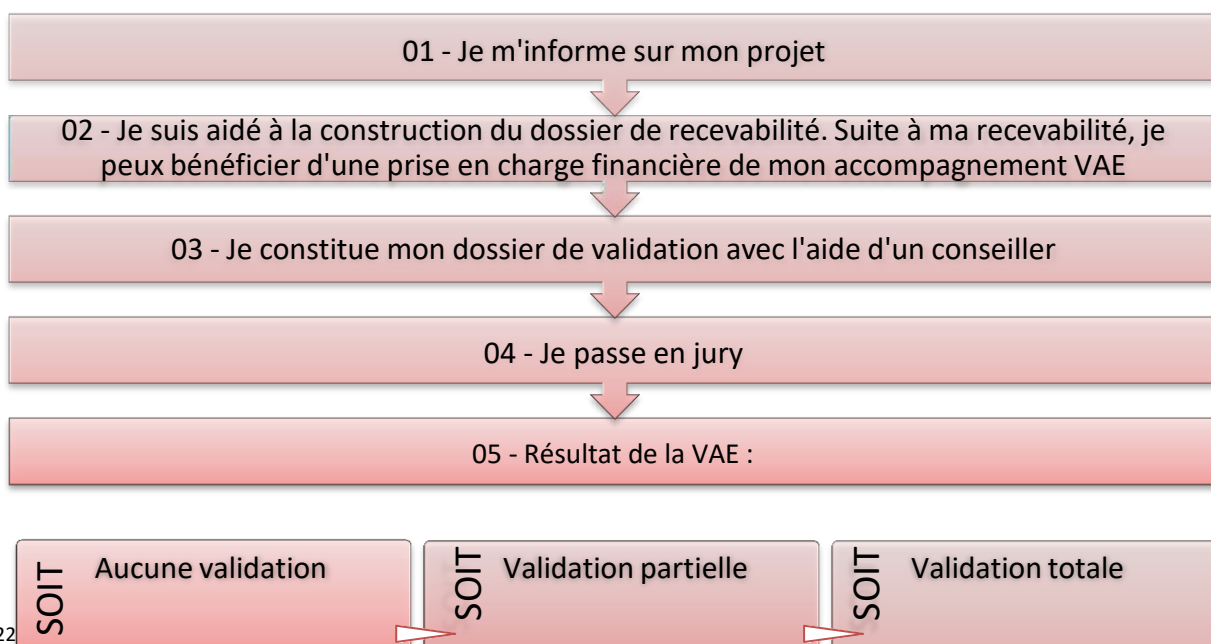 01 - Je m'informe sur mon projet
02 - Je suis aidé à la construction du dossier de recevabilité. Suite à ma recevabilité, je
peux bénéficier d'une prise en charge financière de mon accompagnement VAE
03 - Je constitue mon dossier de validation avec l'aide d'un conseiller
04 - Je passe en jury
05 - Résultat de la VAE :
SOIT
Aucune validation
SOIT
Validation partielle
SOIT
Validation totale
22